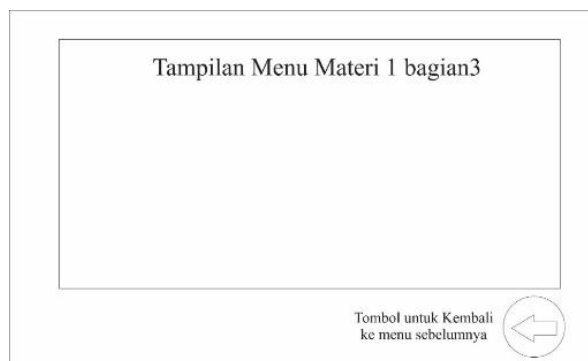 Tampilan Menu Materi 1 bagian3
Tombol untuk Kembali
ke menu sebelumnya